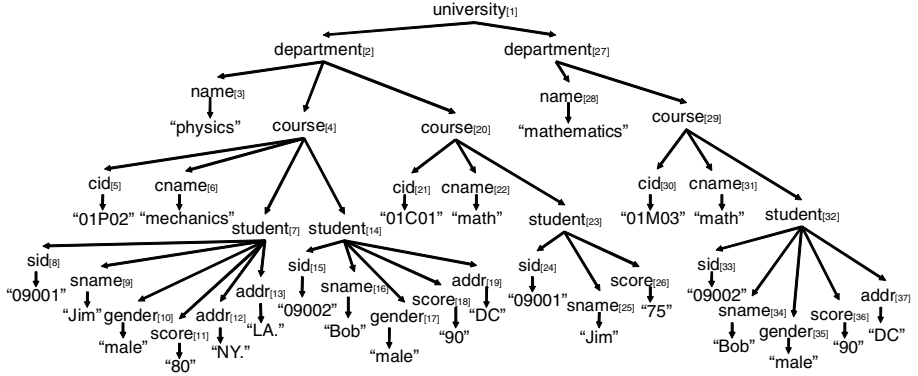 university[1]
department[2] department[27]
name[3] name[28]
"physics" course[4] course[20] "mathematics" course[29]
cid[5] cname[6] cid[21] cname[22] cid[30] cname[31]
"01P02" "mechanics" "01C01" "math" "01M03" "math"
student[7] student[14] student[23] student[32]
sid[8] sname[9] addr[13] sid[15] sname[16] addr[19] sid[24] score[26] sid[33] addr[37]
"09001" "Jim" gender[10] score[11] addr[12] "LA." "09002" "Bob" gender[17] score[18] "DC" "09001" sname[25] "75" "09002" sname[34] gender[35] score[36] "DC"
"male" "80" "NY." "male" "90" "Jim" "Bob" "male" "90"